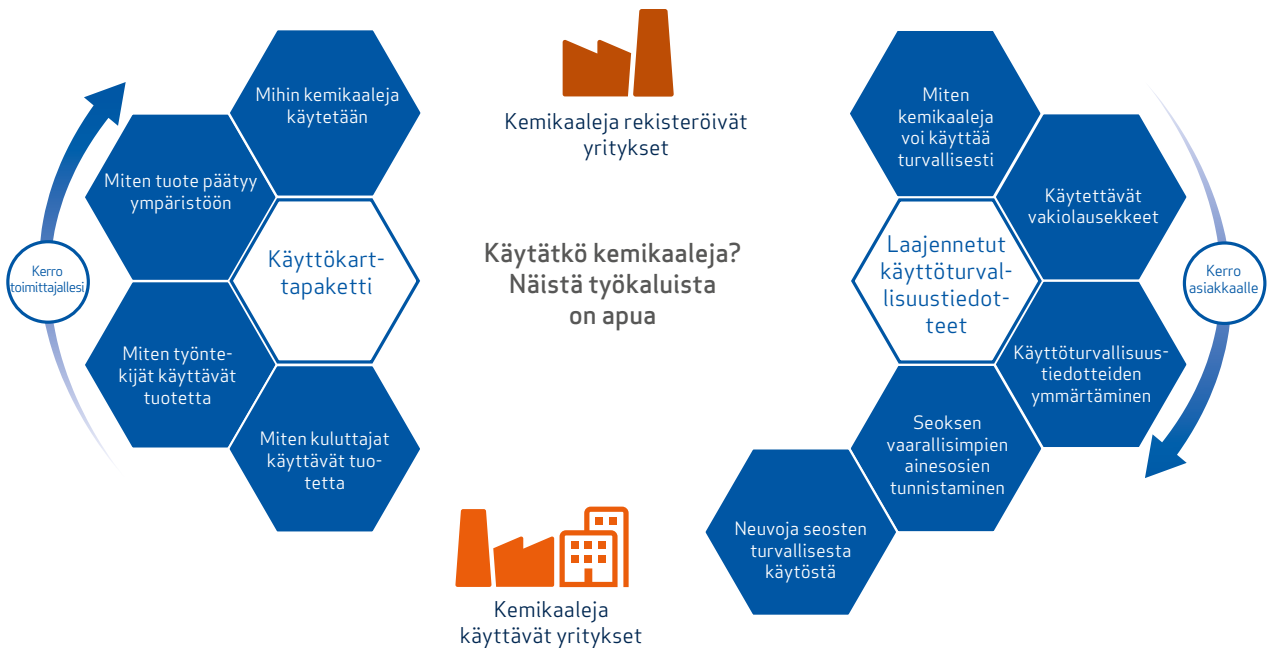 Mihin kemikaaleja
käytetään
Miten tuote päätyy
ympäristöön
Käyttökart-
tapaketti
Kerro
toimittajallesi
Miten työnte-
kijät käyttävät
tuotetta
Miten kuluttajat
käyttävät tuo-
tetta
Kemikaaleja rekisteröivät
yritykset
Käytätkö kemikaaleja?
Näistä työkaluista
on apua
Kemikaaleja
käyttävät yritykset
Miten
kemikaaleja
voi käyttää
turvallisesti
Käytettävät
vakiolausekkeet
Laajennetut
käyttöturval-
lisuustiedot-
teet
Kerro
asiakkaalle
Käyttöturvallisuus-
tiedotteiden
ymmärtäminen
Seoksen
vaarallisimpien
ainesosien
tunnistaminen
Neuvoja seosten
turvallisesta
käytöstä